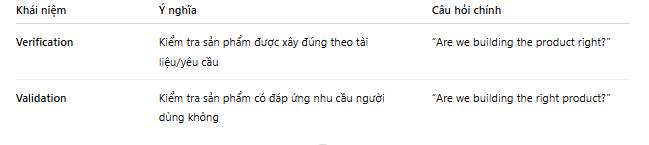 Khái niệm Ý nghĩa Câu hỏi chính
Verification Kiểm tra sản phẩm được xây đúng theo tài “Are we building the product right?”
liệu/yêu cầu
Validation Kiểm tra sản phẩm có đáp ứng nhu cầu người “Are we building the right product?”
dùng không